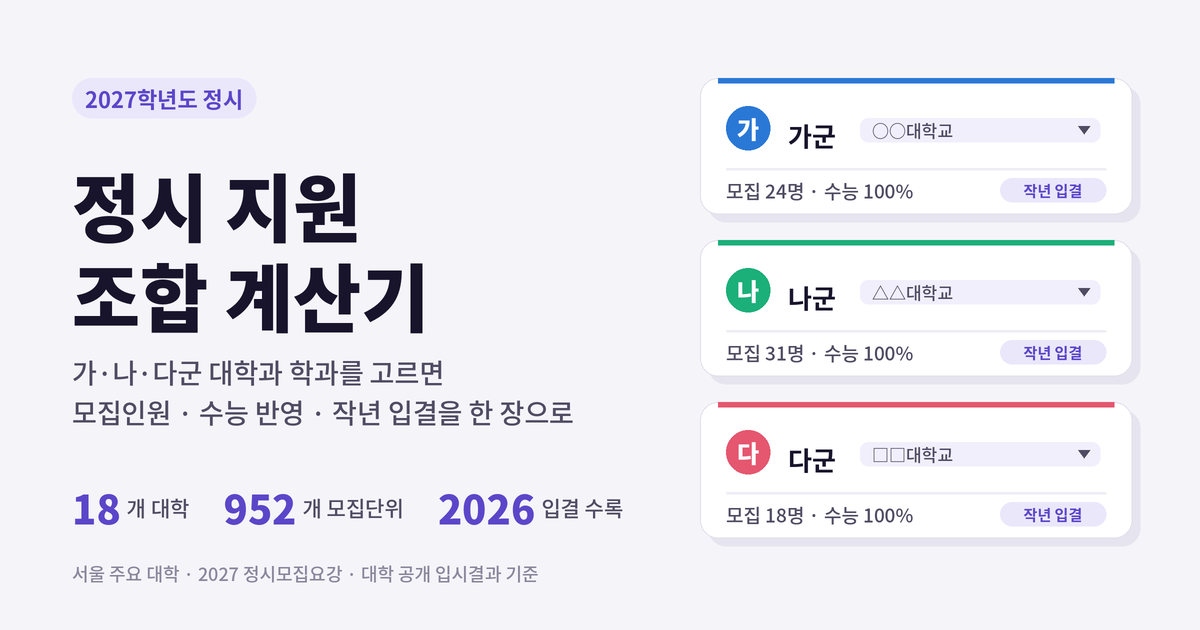 2027학년도 정시
정시 지원
조합 계산기
가·나·다군 대학과 학과를 고르면
모집인원 · 수능 반영 · 작년 입결을 한 장으로
18 개 대학 952 개 모집단위 2026 입결 수록
서울 주요 대학 · 2027 정시모집요강 · 대학 공개 입시결과 기준
가 가군 ○○대학교 ▼
모집 24명 · 수능 100% 작년 입결
나 나군 △△대학교 ▼
모집 31명 · 수능 100% 작년 입결
다 다군 □□대학교 ▼
모집 18명 · 수능 100% 작년 입결